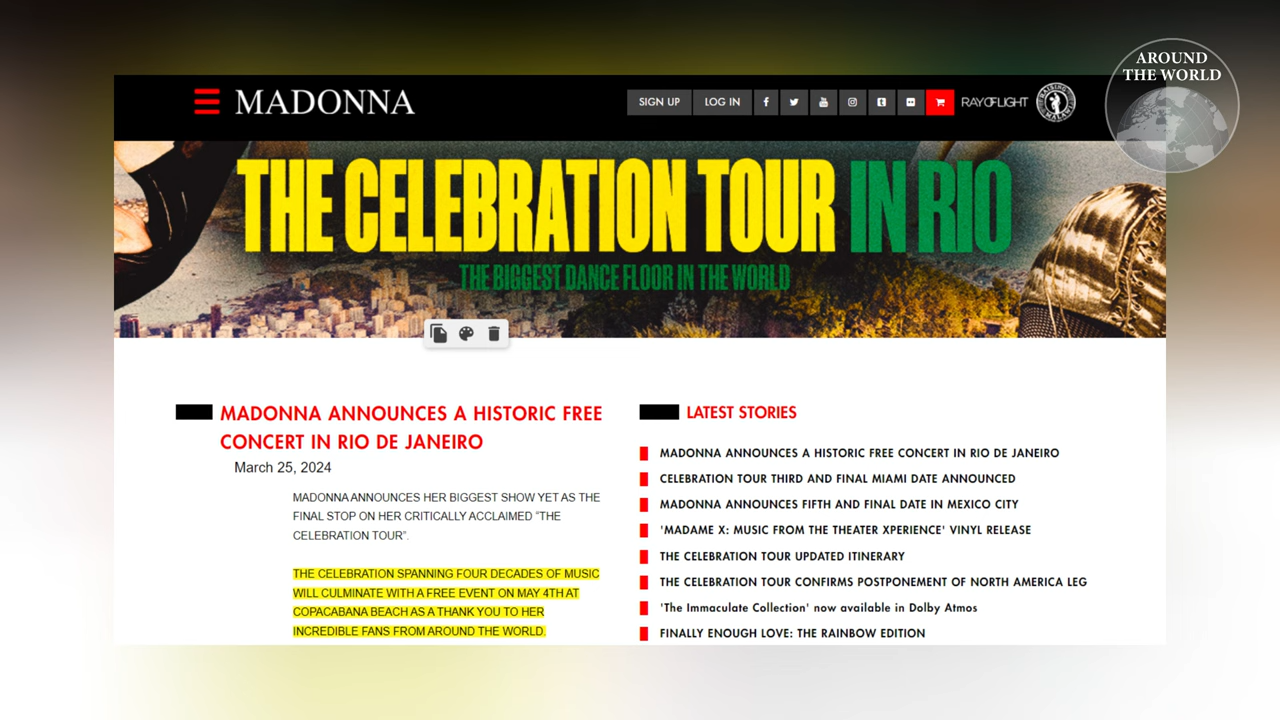 AROUND
THE WORLD
MADONNA
SIGN UP
LOG IN
RAY OF LIGHT
RAISING
MALAWI
THE CELEBRATION TOUR IN RIO
THE BIGGEST DANCE FLOOR IN THE WORLD
MADONNA ANNOUNCES A HISTORIC FREE
CONCERT IN RIO DE JANEIRO
March 25, 2024
MADONNA ANNOUNCES HER BIGGEST SHOW YET AS THE
FINAL STOP ON HER CRITICALLY ACCLAIMED "THE
CELEBRATION TOUR".
THE CELEBRATION SPANNING FOUR DECADES OF MUSIC
WILL CULMINATE WITH A FREE EVENT ON MAY 4TH AT
COPACABANA BEACH AS A THANK YOU TO HER
INCREDIBLE FANS FROM AROUND THE WORLD.
LATEST STORIES
MADONNA ANNOUNCES A HISTORIC FREE CONCERT IN RIO DE JANEIRO
CELEBRATION TOUR THIRD AND FINAL MIAMI DATE ANNOUNCED
MADONNA ANNOUNCES FIFTH AND FINAL DATE IN MEXICO CITY
'MADAME X: MUSIC FROM THE THEATER XPERIENCE' VINYL RELEASE
THE CELEBRATION TOUR UPDATED ITINERARY
THE CELEBRATION TOUR CONFIRMS POSTPONEMENT OF NORTH AMERICA LEG
'The Immaculate Collection' now available in Dolby Atmos
FINALLY ENOUGH LOVE: THE RAINBOW EDITION